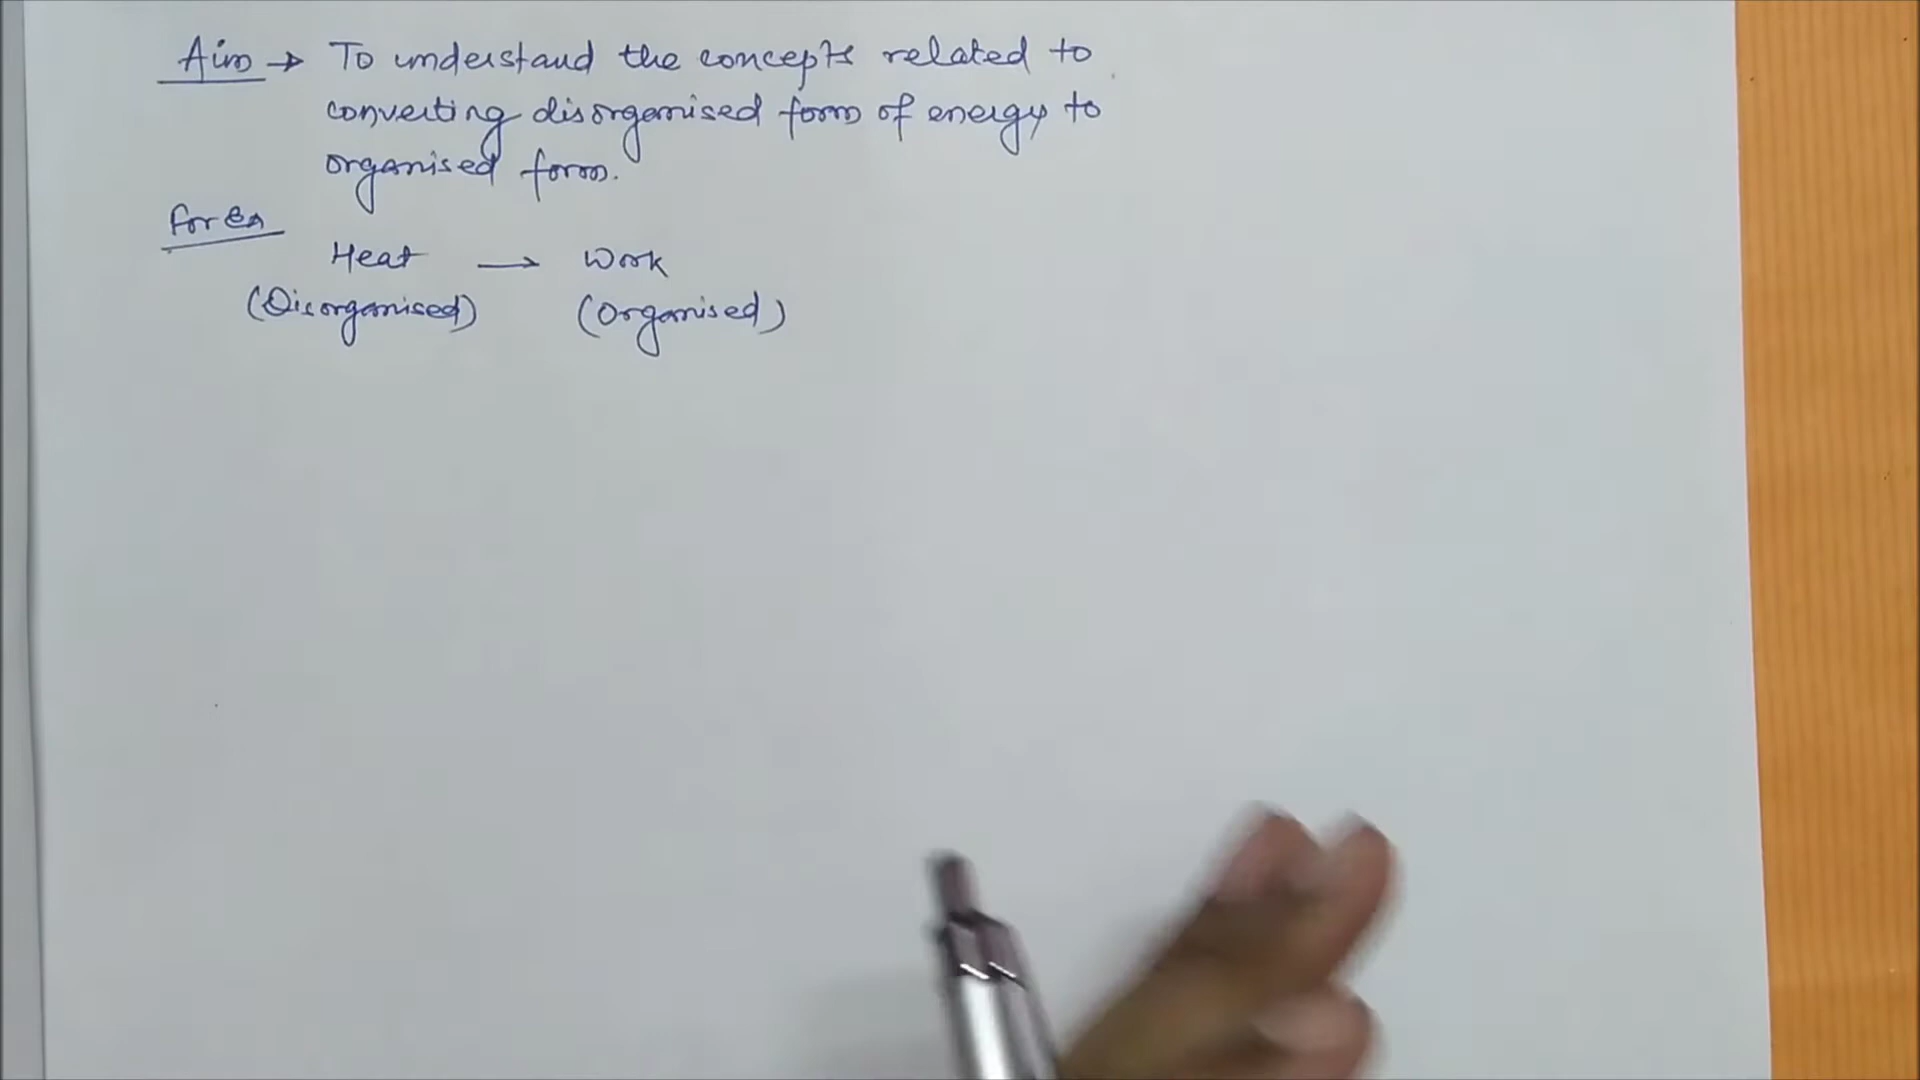 Aim → To understand the concepts related to
converting disorganised form of energy to
organised form.
For Ex
Heat → Work
(Disorganised) (Organised)